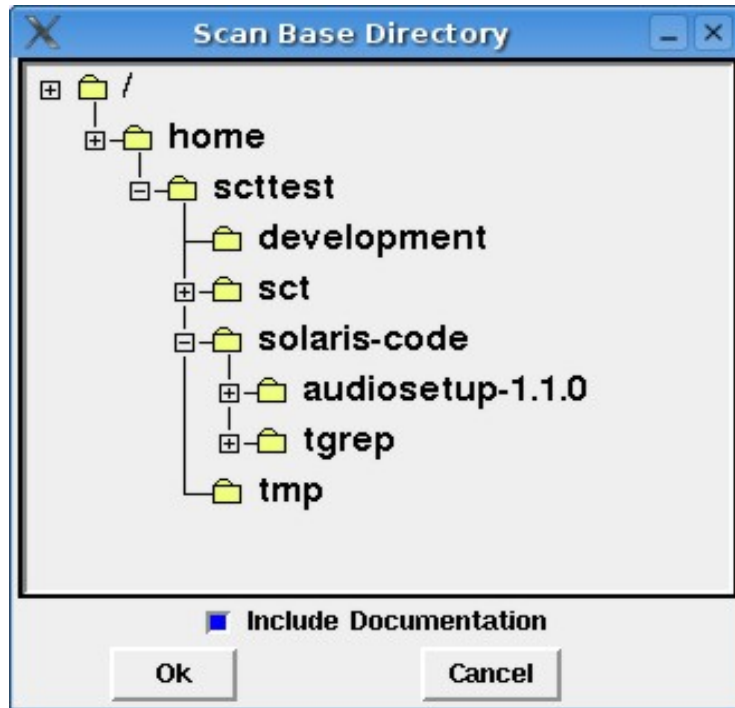 Scan Base Directory
/
home
scttest
development
sct
solaris-code
audiosetup-1.1.0
tgrep
tmp
Include Documentation
Ok Cancel